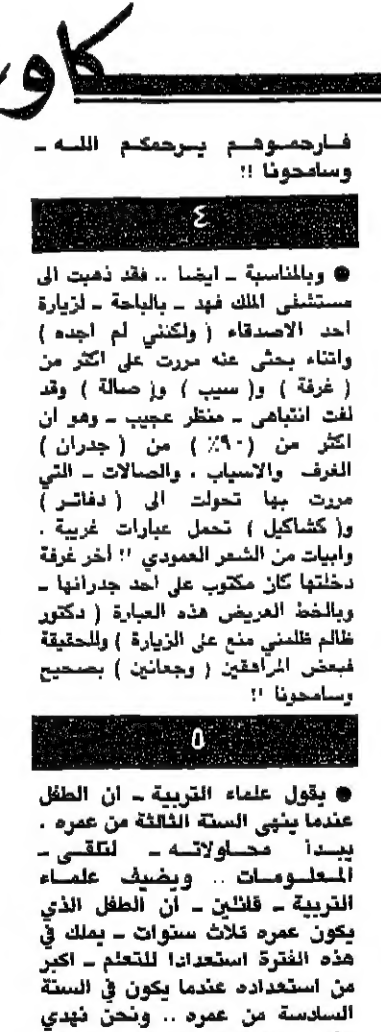 كاو
فارحموهم يرحمكم الله ـ
وسامحونا !!
٤
● وبالمناسبة ـ ايضا .. فقد ذهبت الى
مستشفى الملك فهد ـ بالباحة ـ لزيارة
احد الاصدقاء ( ولكنني لم اجده )
واثناء بحثى عنه مررت على اكثر من
( غرفة ) و( سيب ) و( صالة ) وقد
لفت انتباهى ـ منظر عجيب ـ وهو ان
اكثر من (٩٠٪ ) من ( جدران )
الغرف والاسياب ، والصالات ـ التي
مررت بها تحولت الى ( دفاتر )
و( كشاكيل ) تحمل عبارات غريبة .
وابيات من الشعر العمودي !! أخر غرفة
دخلتها كان مكتوب على احد جدرانها ـ
وبالخط العريض هذه العبارة ( دكتور
ظالم ظلمني منع على الزيارة ) وللحقيقة
فبعض المراهقين ( وجعانين ) بصحيح
وسامحونا !!
٥
● يقول علماء التربية ـ ان الطفل
عندما ينهى السنة الثالثة من عمره .
يبدأ محاولاته ـ لتلقى ـ
المعلومات .. ويضيف علماء
التربية ـ قائلين ـ ان الطفل الذي
يكون عمره ثلاث سنوات ـ يملك في
هذه الفترة استعدادا للتعلم ـ اكبر
من استعداده عندما يكون في السنة
السادسة من عمره .. ونحن نهدي